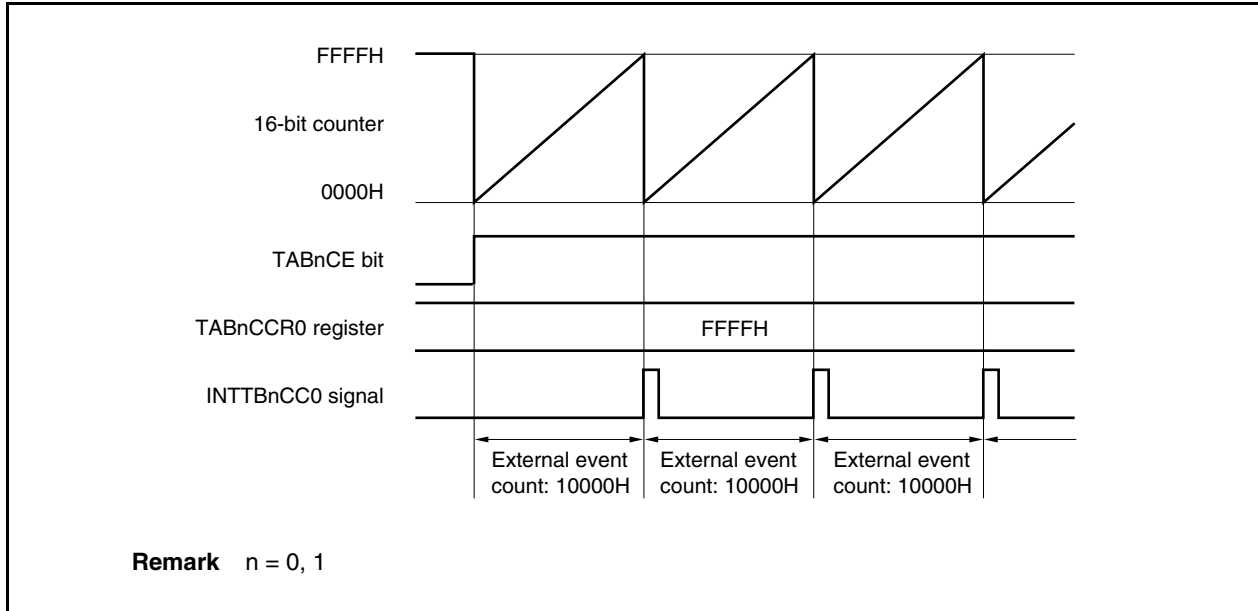 FFFFH
16-bit counter
0000H
TABnCE bit
TABnCCR0 register
FFFFH
INTTBnCC0 signal
External event
count: 10000H
External event
count: 10000H
External event
count: 10000H
Remark n = 0, 1